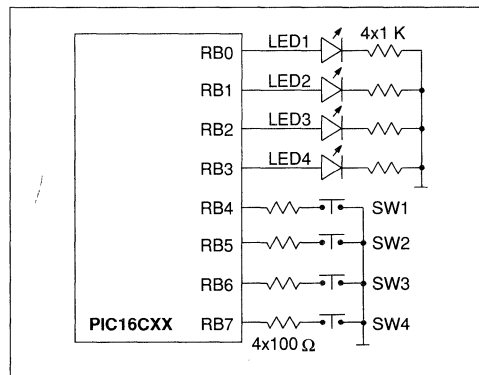 RB0 LED1 4x1 K
RB1 LED2
RB2 LED3
RB3 LED4
RB4 SW1
RB5 SW2
RB6 SW3
PIC16CXX RB7 SW4
4x100 Ω